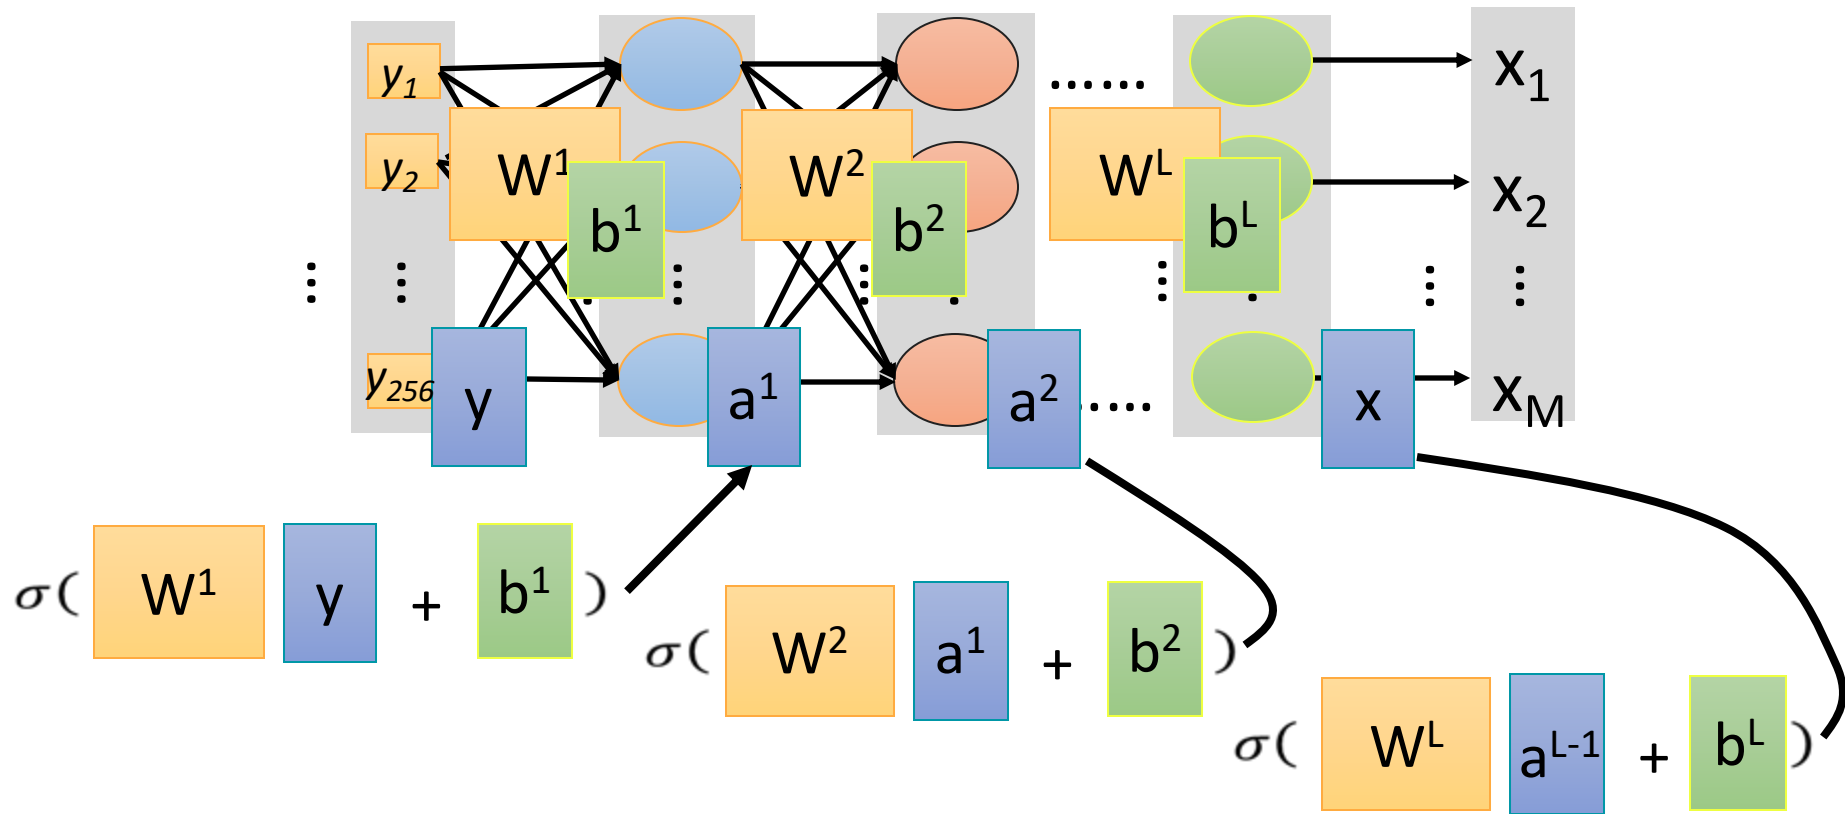 y₁ …… x₁
W¹ W² Wᴸ
y₂ b¹ b² bᴸ x₂
⋮ ⋮ ⋮ ⋮ ⋮ ⋮ ⋮
y₂₅₆ y a¹ a² …… x x_M
σ( W¹ y + b¹ )
σ( W² a¹ + b² )
σ( Wᴸ aᴸ⁻¹ + bᴸ )